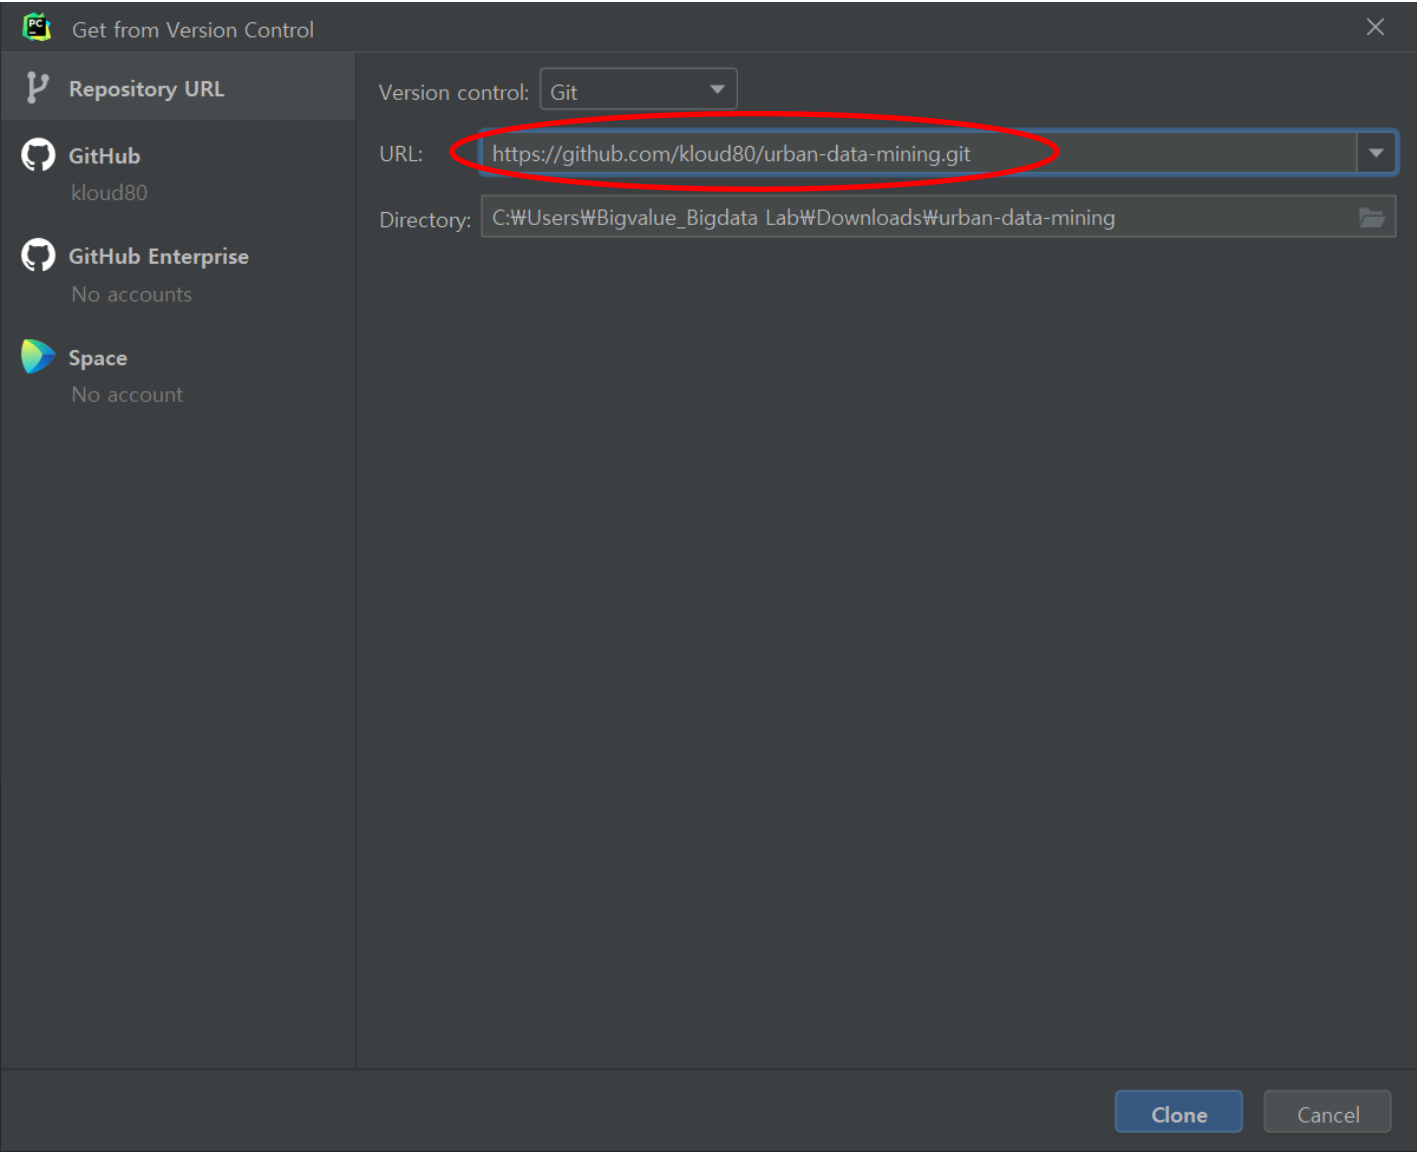 PC
Get from Version Control
Repository URL
GitHub
kloud80
GitHub Enterprise
No accounts
Space
No account
Version control: Git
URL: https://github.com/kloud80/urban-data-mining.git
Directory: C:₩Users₩Bigvalue_Bigdata Lab₩Downloads₩urban-data-mining
Clone Cancel